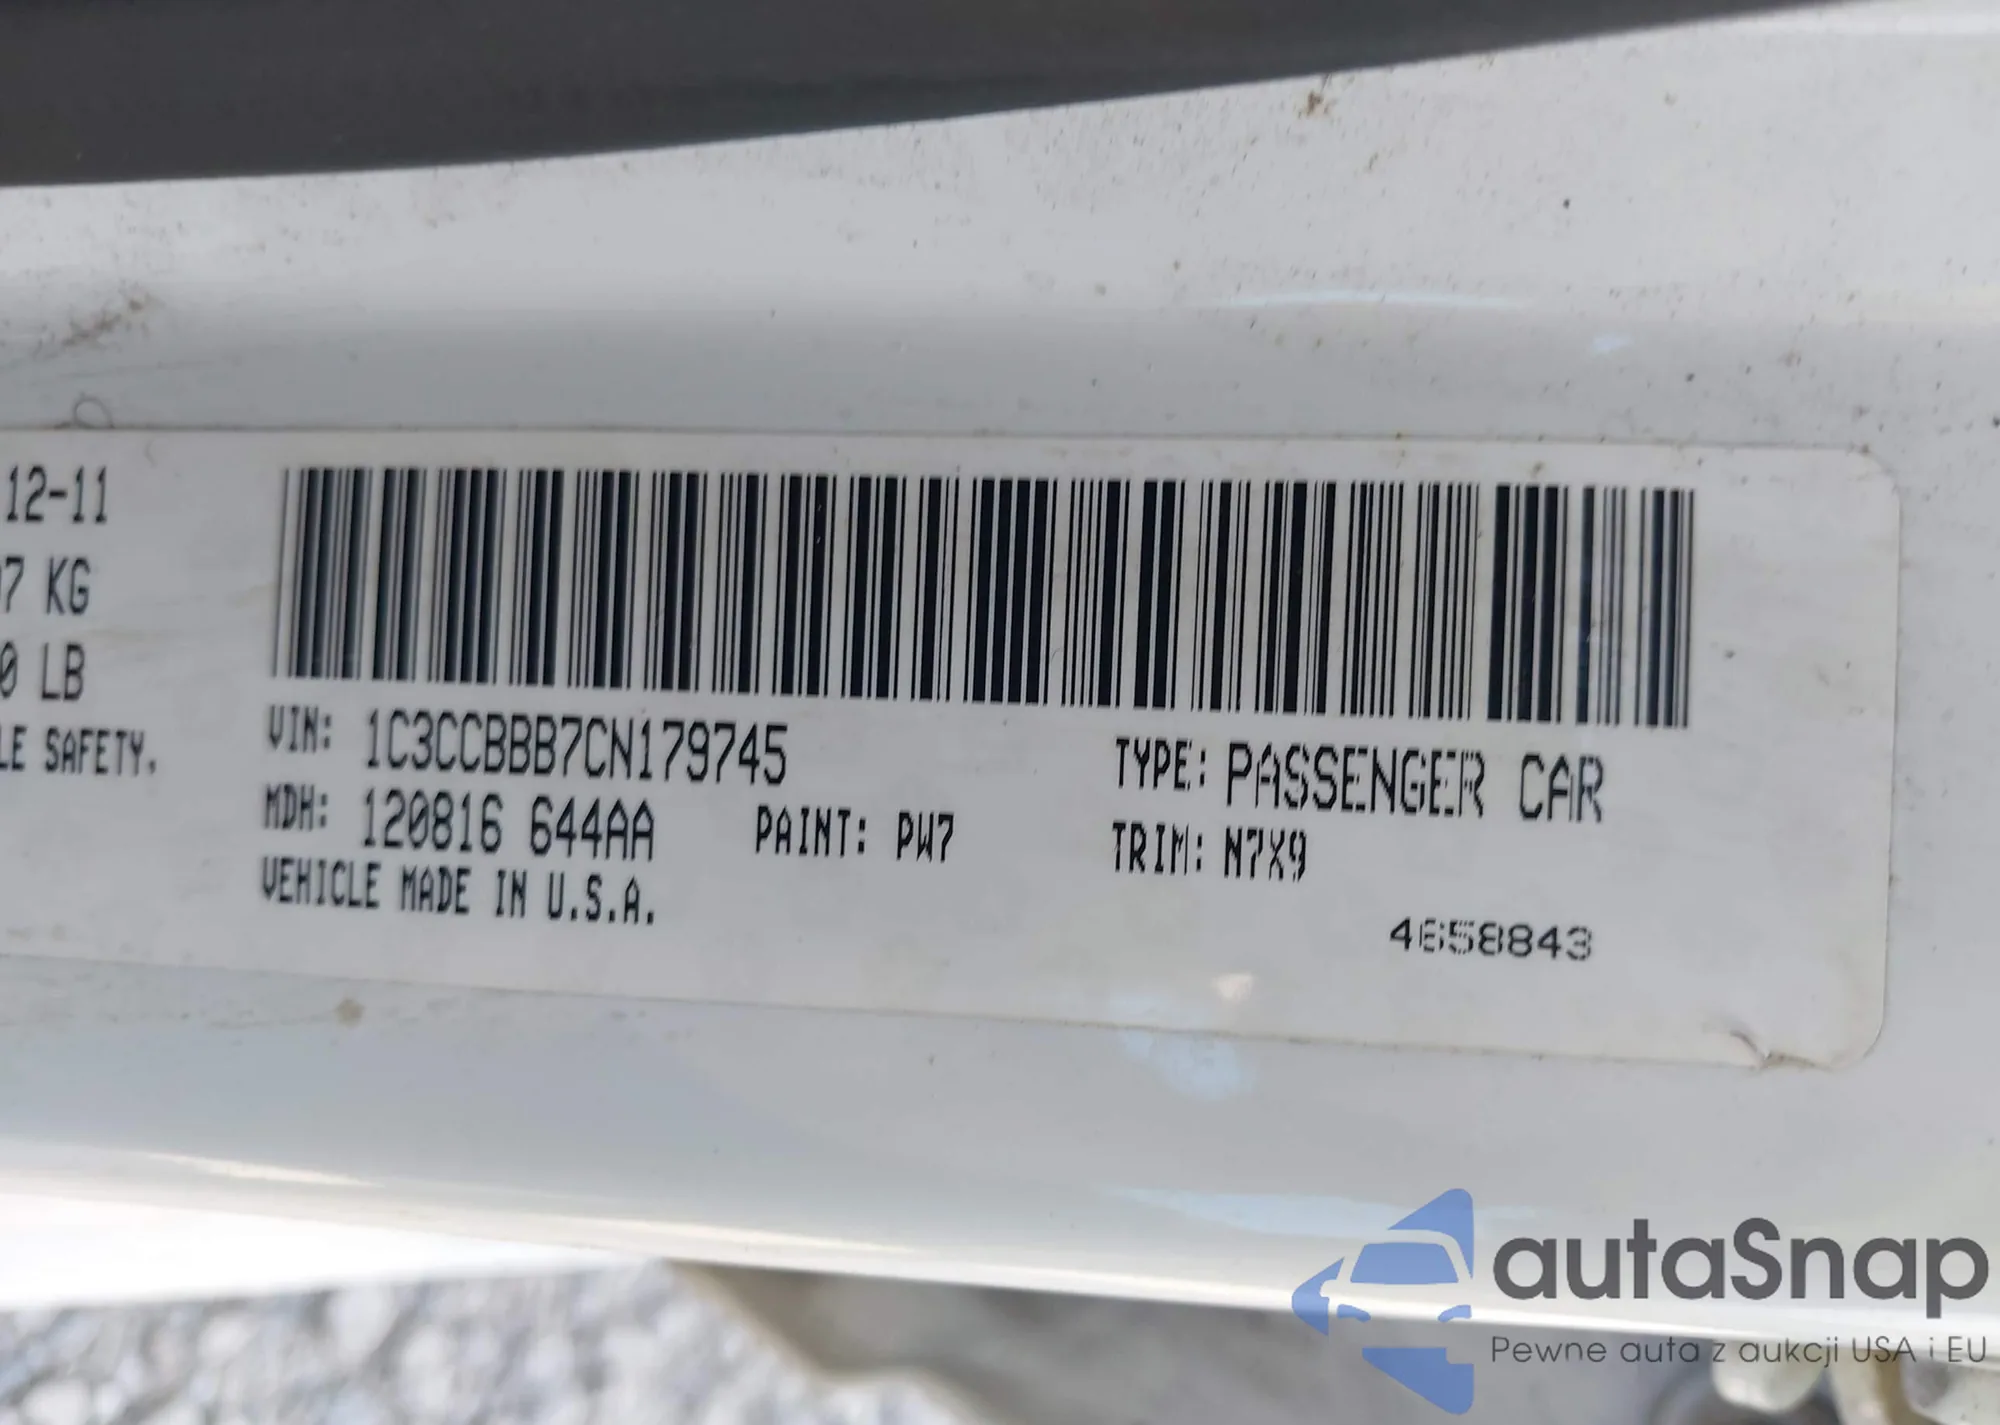 12-11
7 KG
0 LB
LE SAFETY.
VIN: 1C3CCBBB7CN179745
TYPE: PASSENGER CAR
MDH: 120816 644AA
PAINT: PW7
TRIM: N7X9
VEHICLE MADE IN U.S.A.
4658843
autaSnap
Pewne auta z aukcji USA i EU